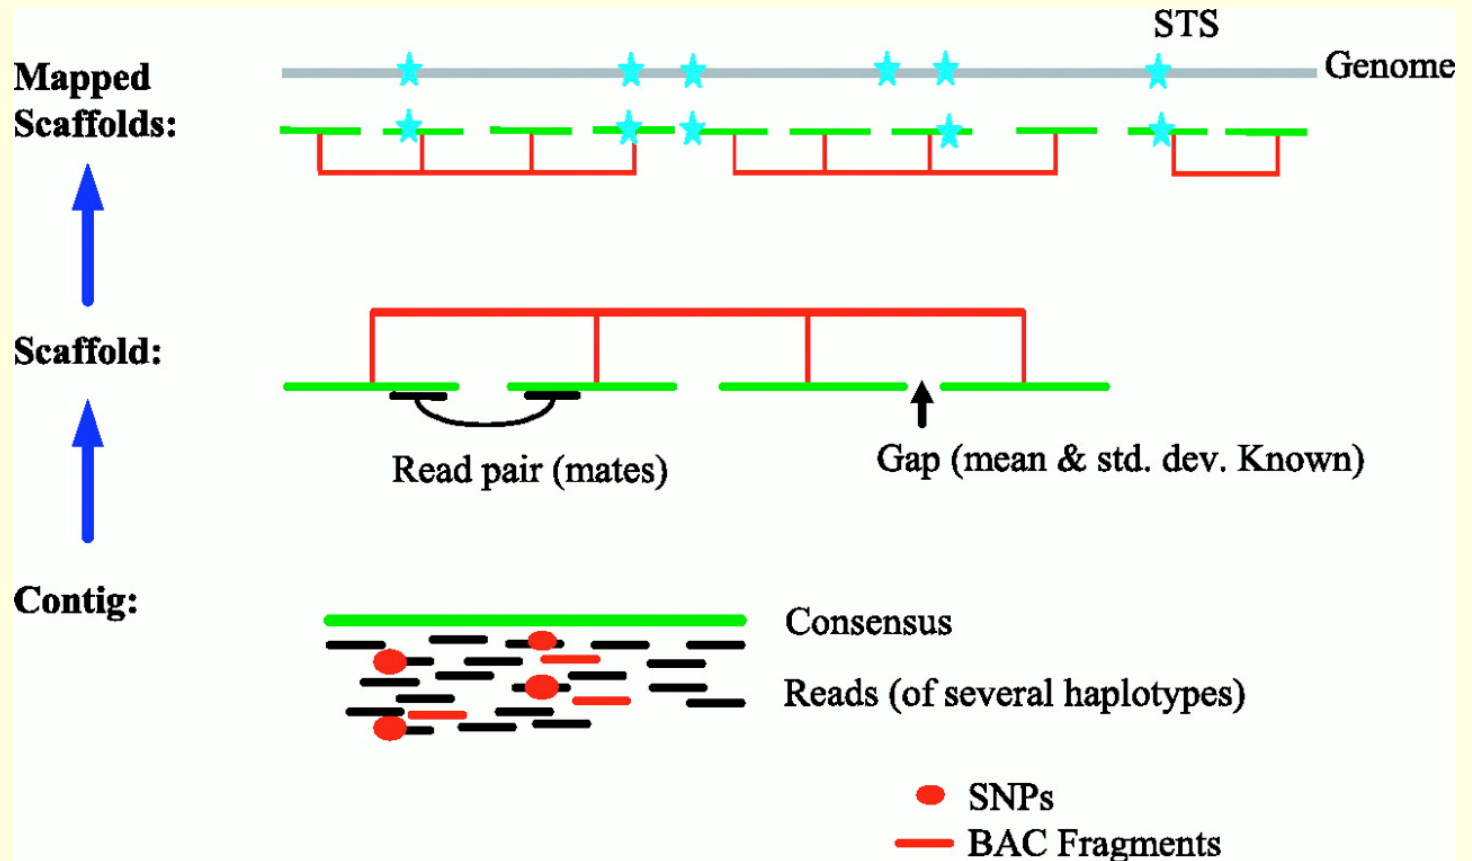 STS
Genome
Mapped
Scaffolds:
Scaffold:
Read pair (mates)
Gap (mean & std. dev. Known)
Contig:
Consensus
Reads (of several haplotypes)
SNPs
BAC Fragments